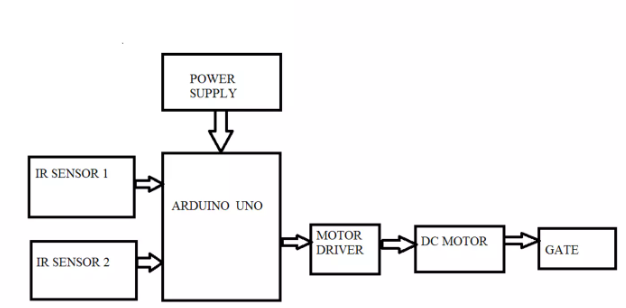 POWER
SUPPLY
IR SENSOR 1
ARDUINO UNO
IR SENSOR 2
MOTOR
DRIVER
DC MOTOR
GATE